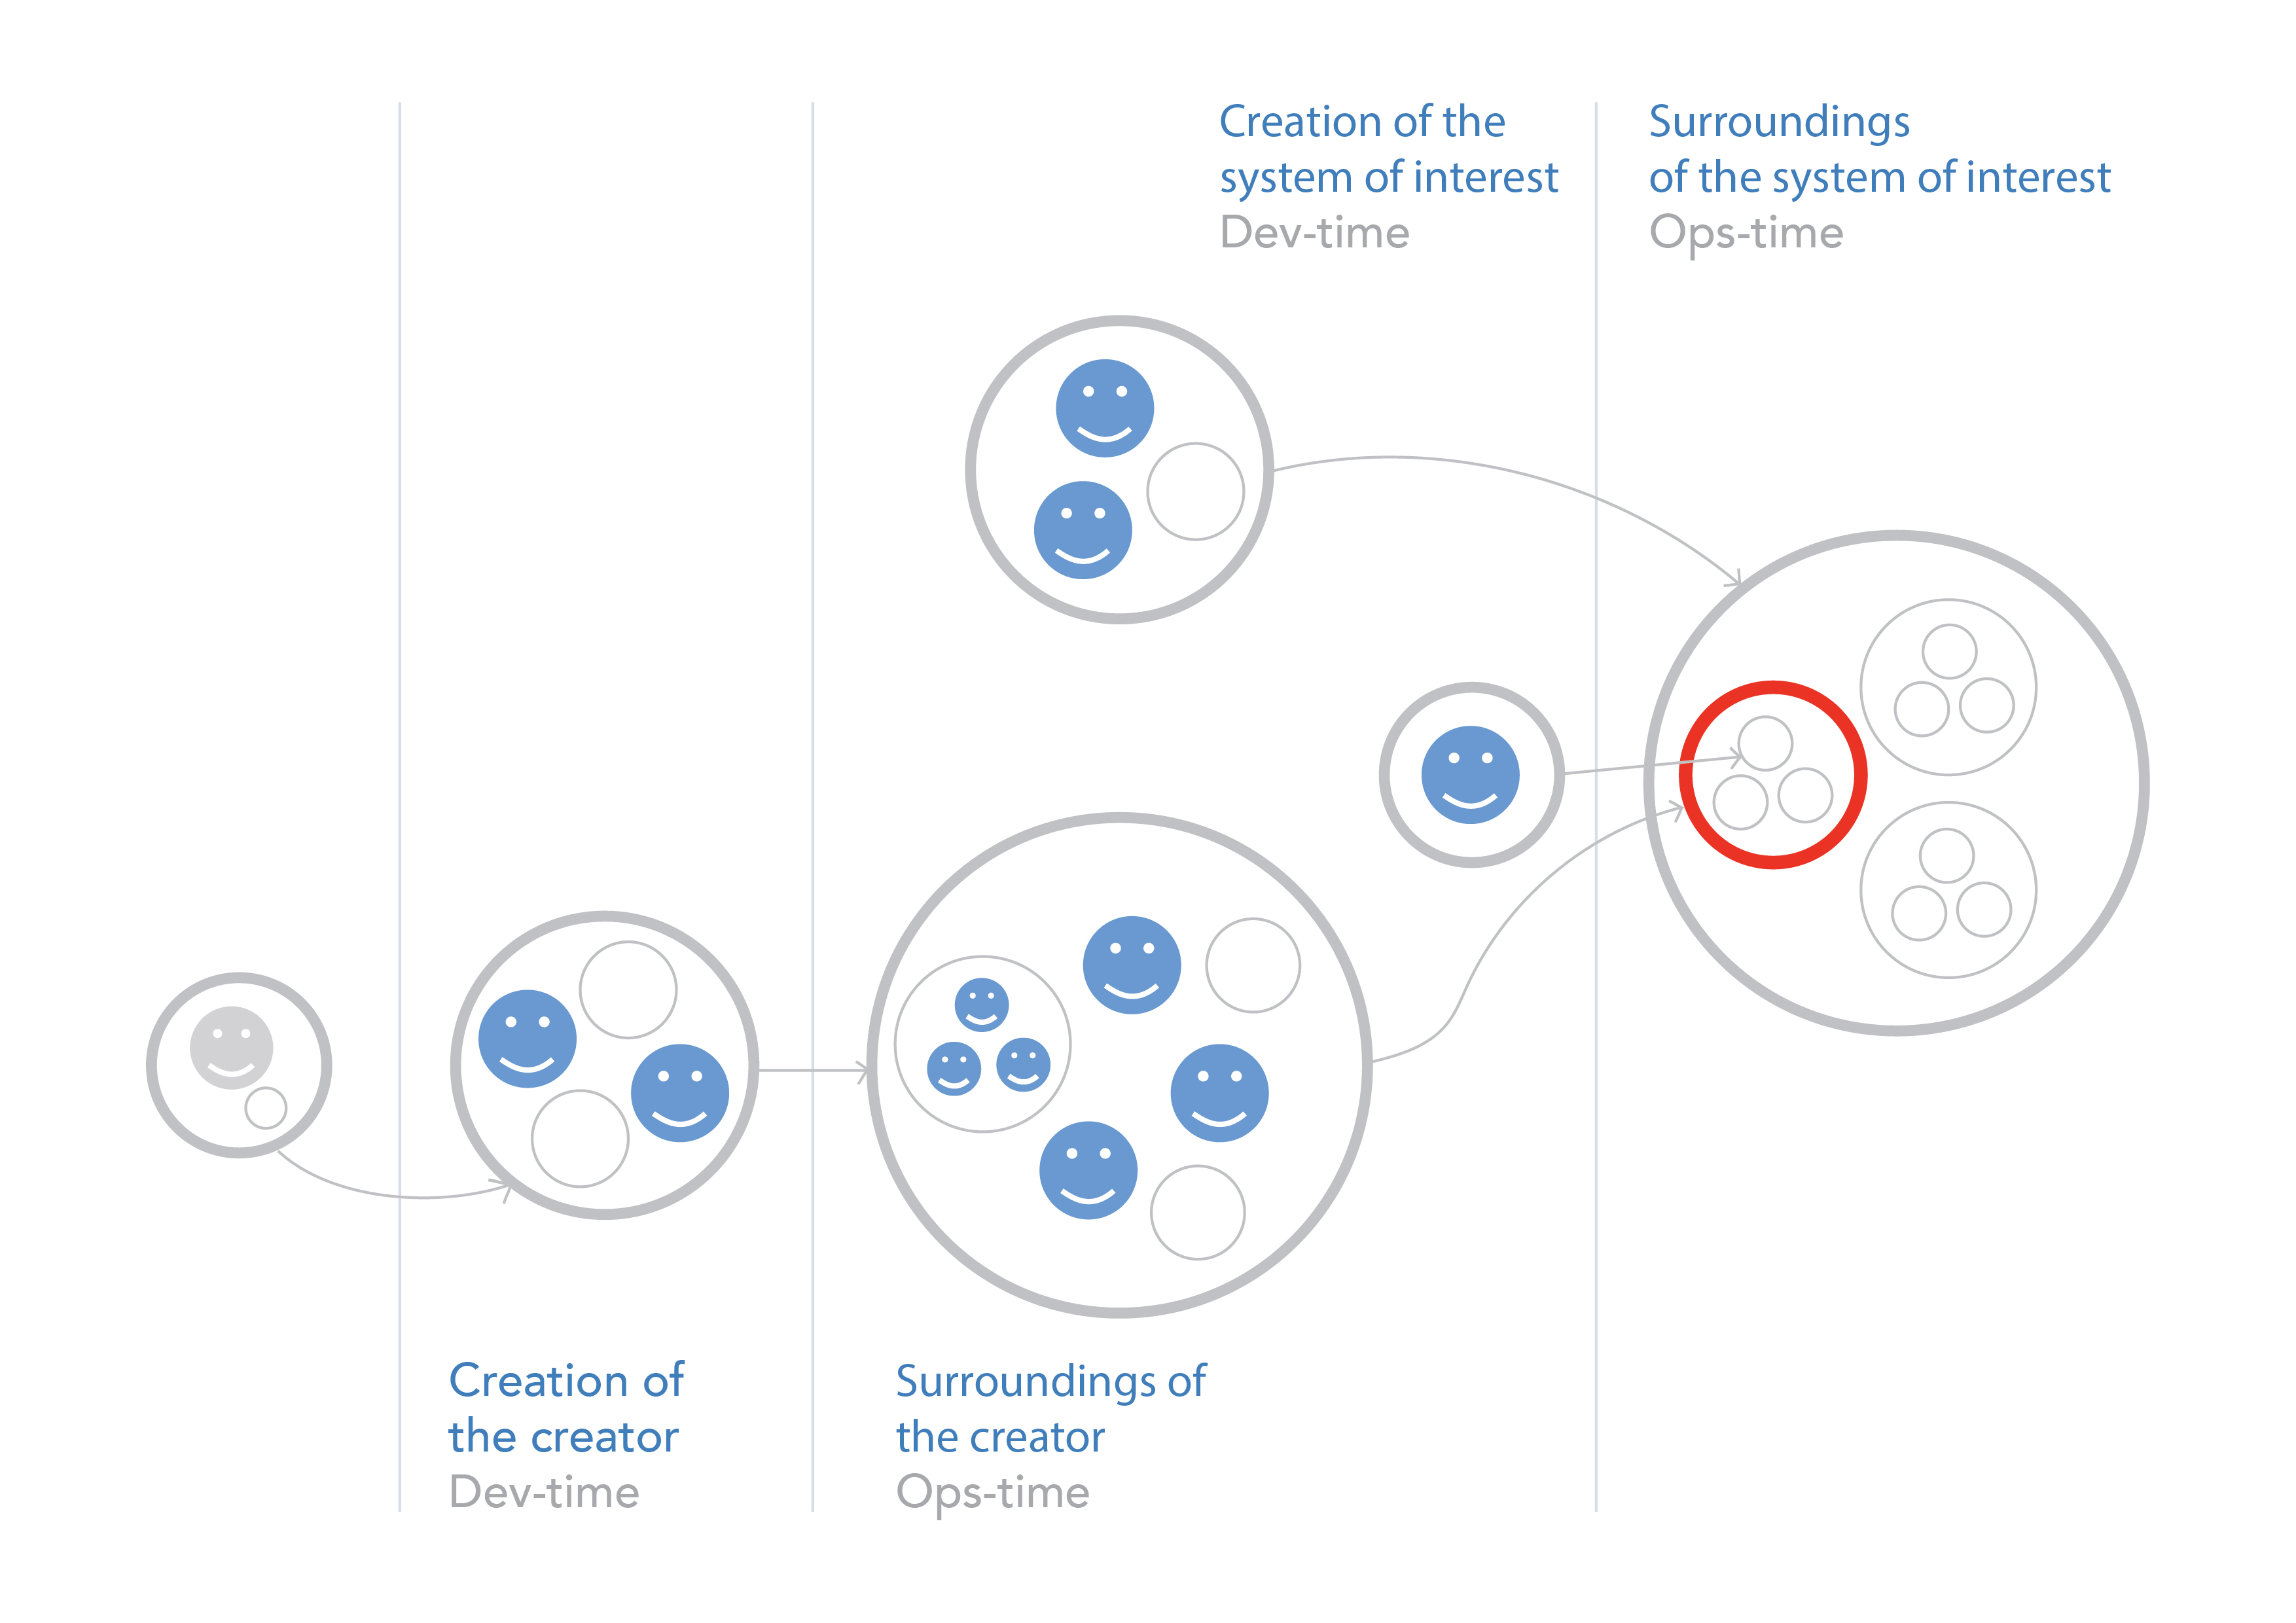 Creation of the
system of interest
Dev-time
Surroundings
of the system of interest
Ops-time
Creation of
the creator
Dev-time
Surroundings of
the creator
Ops-time